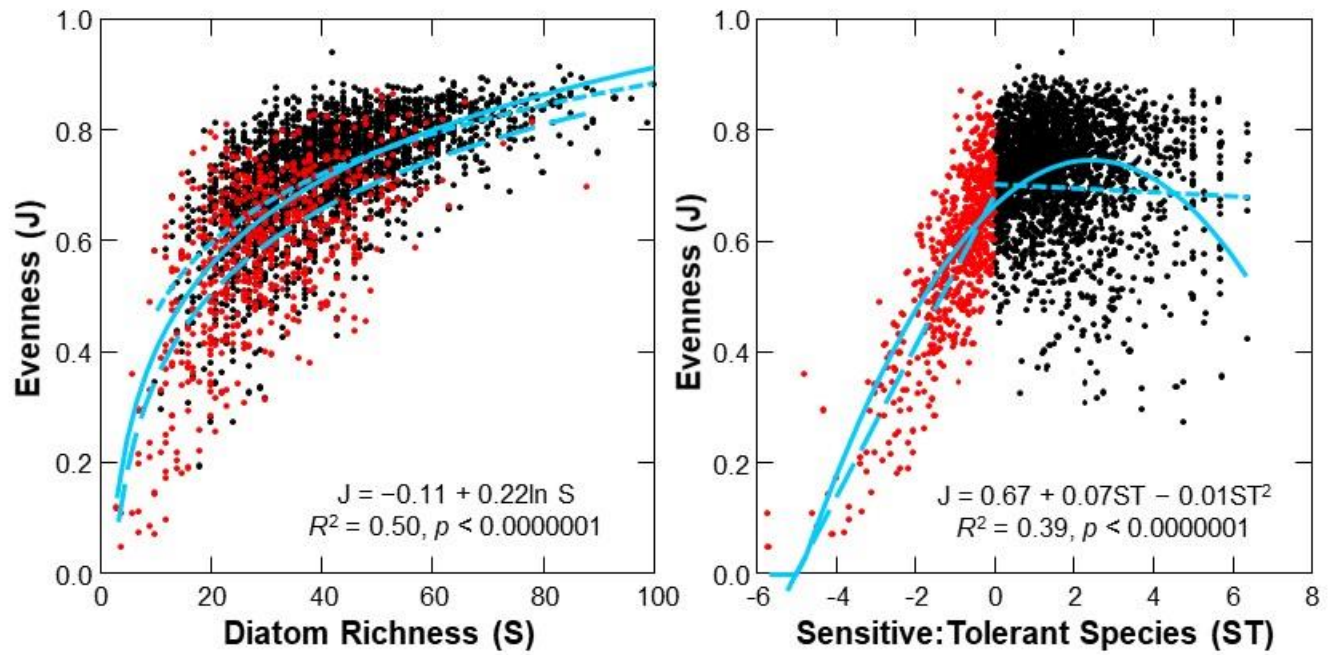 1.0
0.8
0.6
0.4
0.2
0.0
Evenness (J)
J = −0.11 + 0.22ln S
R² = 0.50, p < 0.0000001
0 20 40 60 80 100
Diatom Richness (S)
1.0
0.8
0.6
0.4
0.2
0.0
Evenness (J)
J = 0.67 + 0.07ST − 0.01ST²
R² = 0.39, p < 0.0000001
-6 -4 -2 0 2 4 6 8
Sensitive:Tolerant Species (ST)